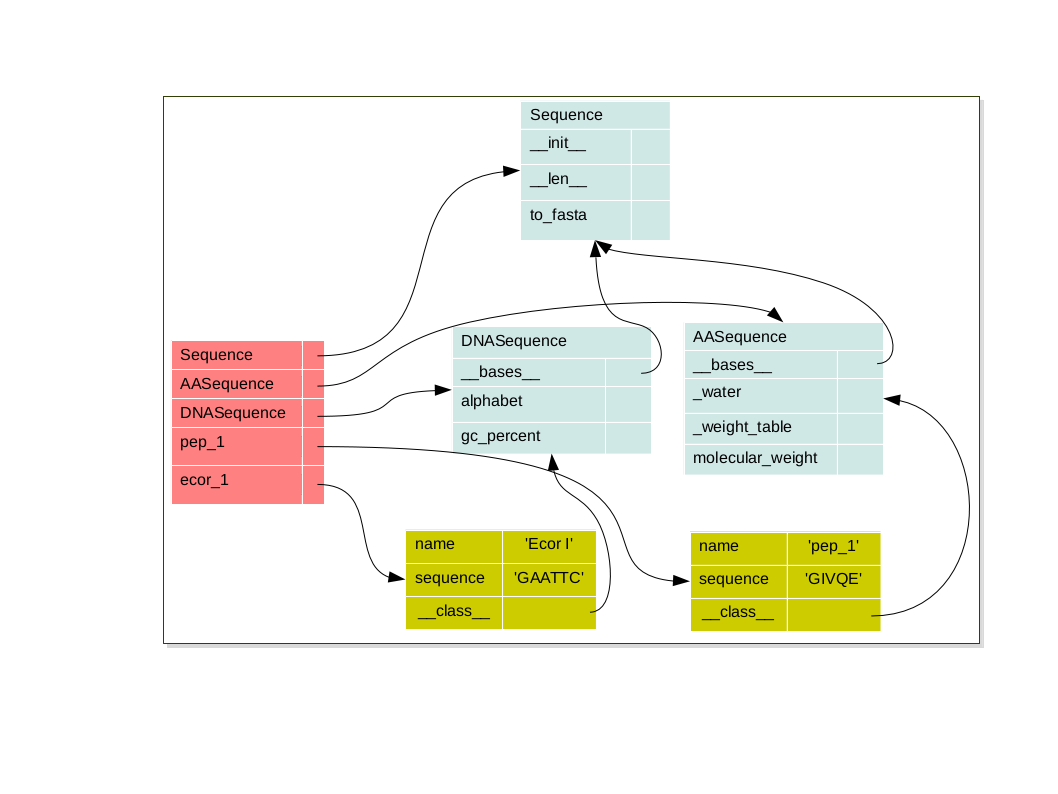 Sequence
__init__
__len__
to_fasta
Sequence
AASequence
DNASequence
pep_1
ecor_1
DNASequence
__bases__
alphabet
gc_percent
AASequence
__bases__
_water
_weight_table
molecular_weight
name 'Ecor I'
sequence 'GAATTC'
__class__
name 'pep_1'
sequence 'GIVQE'
__class__